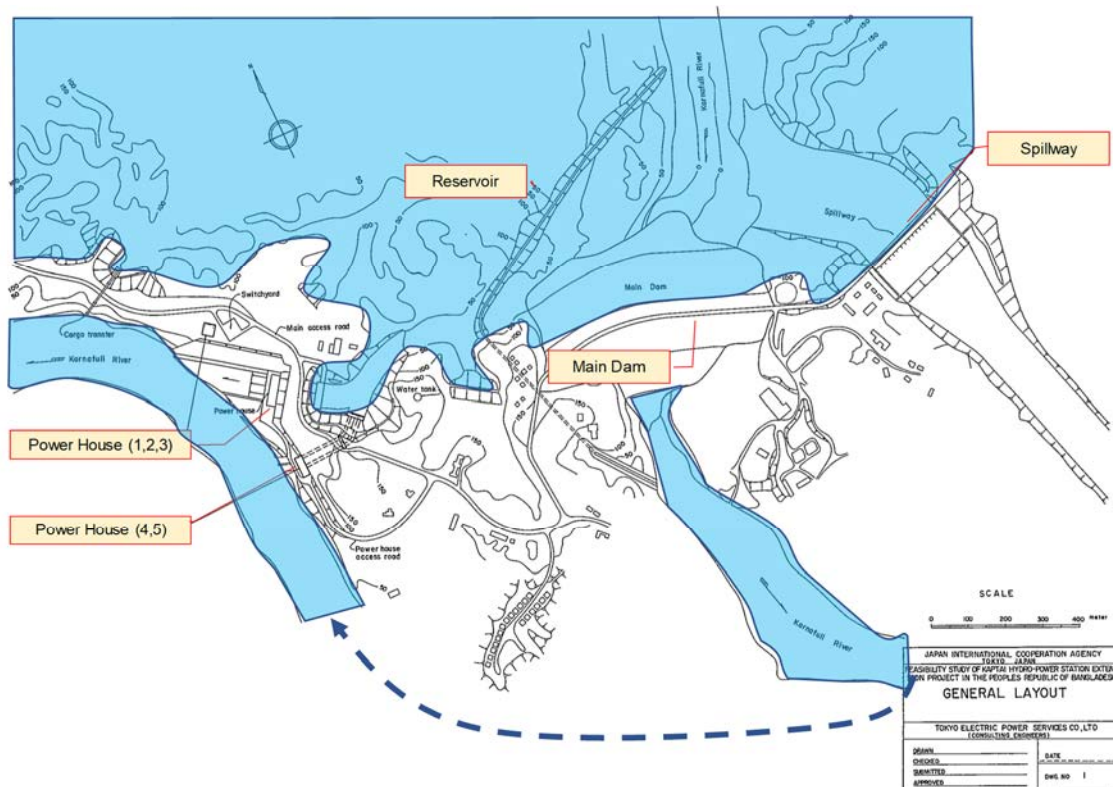 N
Karnafuli River
Spillway
Reservoir
Spillway
Main Dam
Switchyard
Main access road
Cargo transfer
Karnafuli River
Main Dam
Water tank
Power house
Power House (1,2,3)
Power House (4,5)
Power house
access road
Karnafuli River
SCALE
0 100 200 300 400 meter
JAPAN INTERNATIONAL COOPERATION AGENCY
TOKYO JAPAN
FEASIBILITY STUDY OF KAPTAI HYDRO-POWER STATION EXTEN
ION PROJECT IN THE PEOPLES REPUBLIC OF BANGLADES
GENERAL LAYOUT
TOKYO ELECTRIC POWER SERVICES CO.,LTD
(CONSULTING ENGINEERS)
DRAWN
CHECKED
SUBMITTED
APPROVED
DATE
DWG. NO 1